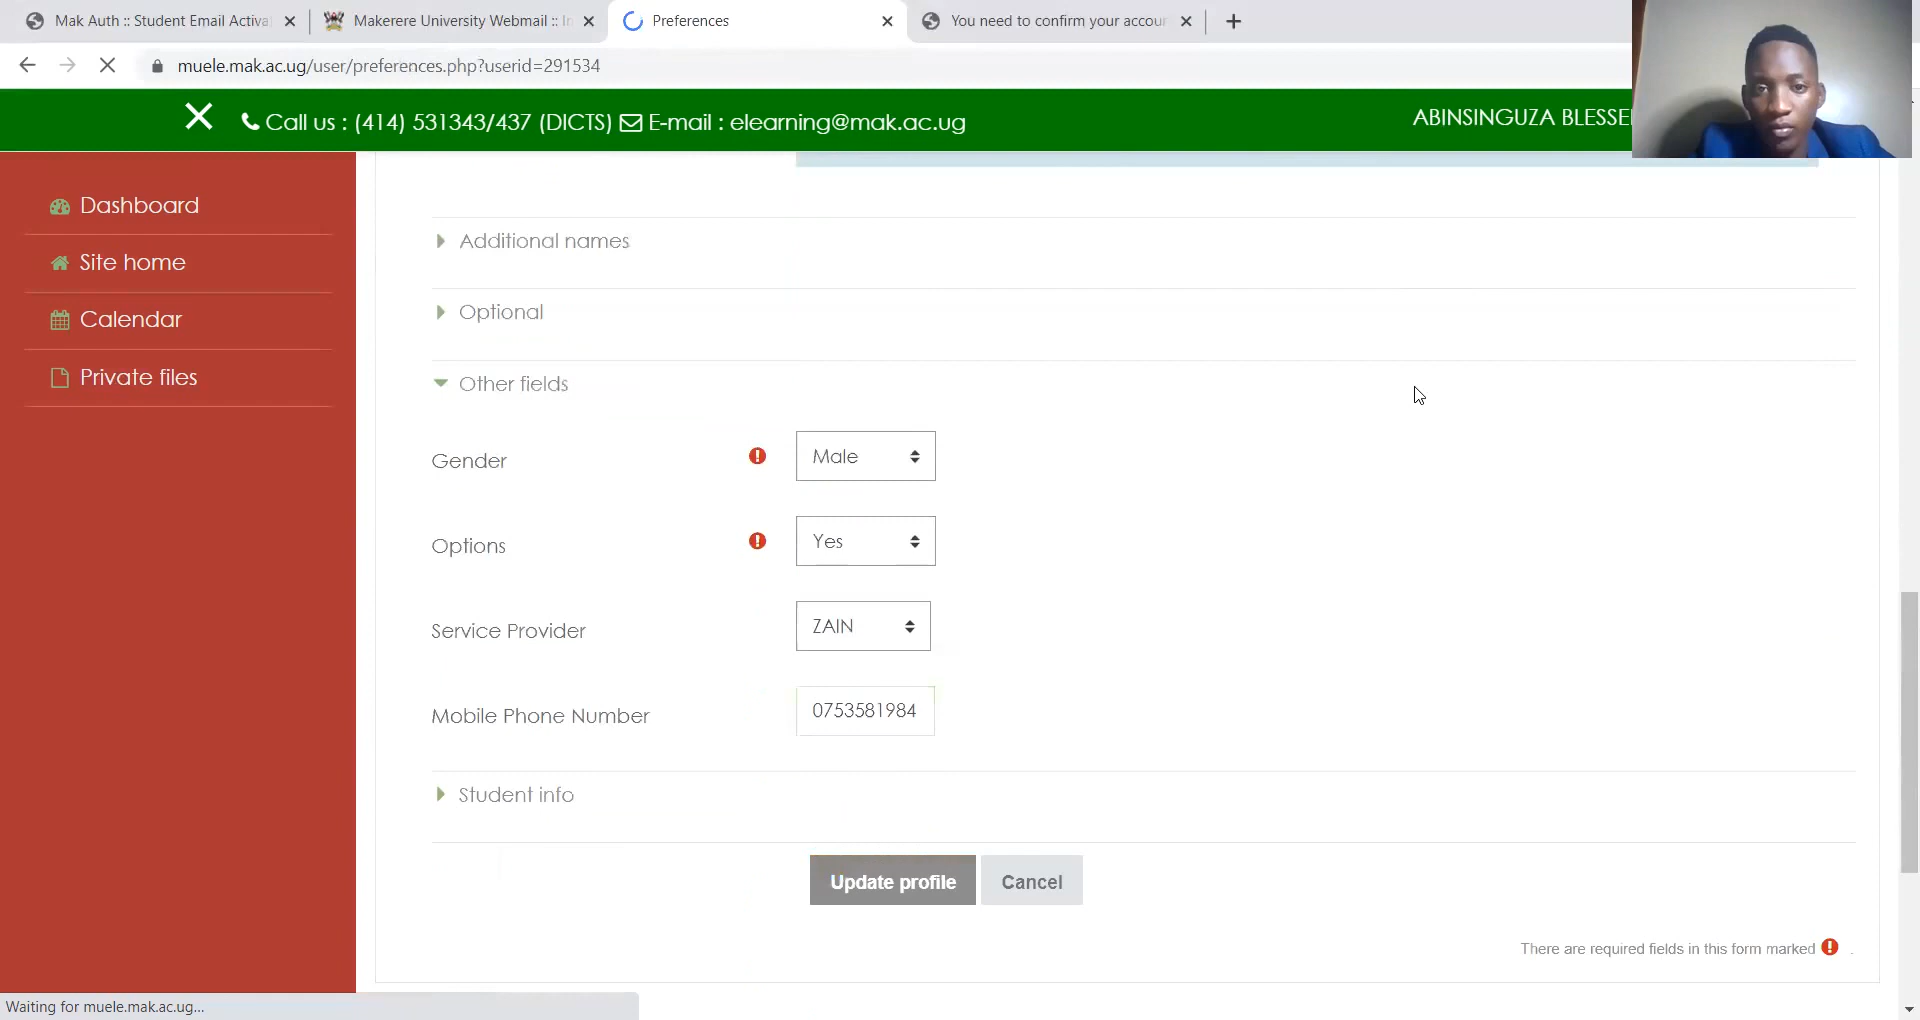 Mak Auth :: Student Email Activa
Makerere University Webmail :: In
Preferences
You need to confirm your accoun
muele.mak.ac.ug/user/preferences.php?userid=291534
Call us : (414) 531343/437 (DICTS) E-mail : elearning@mak.ac.ug
ABINSINGUZA BLESSE
Dashboard
Site home
Calendar
Private files
Additional names
Optional
Other fields
Gender Male
Options Yes
Service Provider ZAIN
Mobile Phone Number 0753581984
Student info
Update profile Cancel
There are required fields in this form marked .
Waiting for muele.mak.ac.ug...